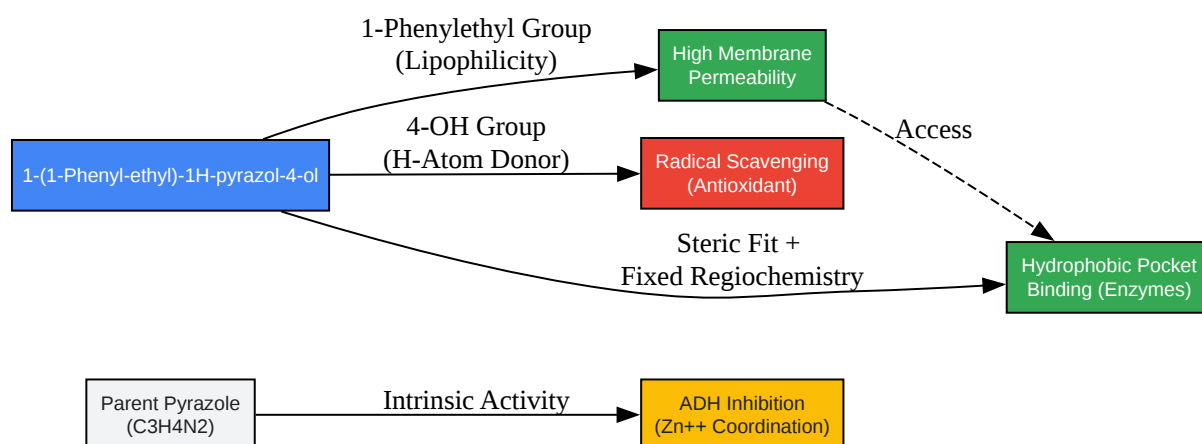 1-Phenylethyl Group
(Lipophilicity)
High Membrane
Permeability
4-OH Group
(H-Atom Donor)
Access
1-(1-Phenyl-ethyl)-1H-pyrazol-4-ol
Radical Scavenging
(Antioxidant)
Steric Fit +
Fixed Regiochemistry
Hydrophobic Pocket
Binding (Enzymes)
Parent Pyrazole
(C3H4N2)
Intrinsic Activity
ADH Inhibition
(Zn++ Coordination)